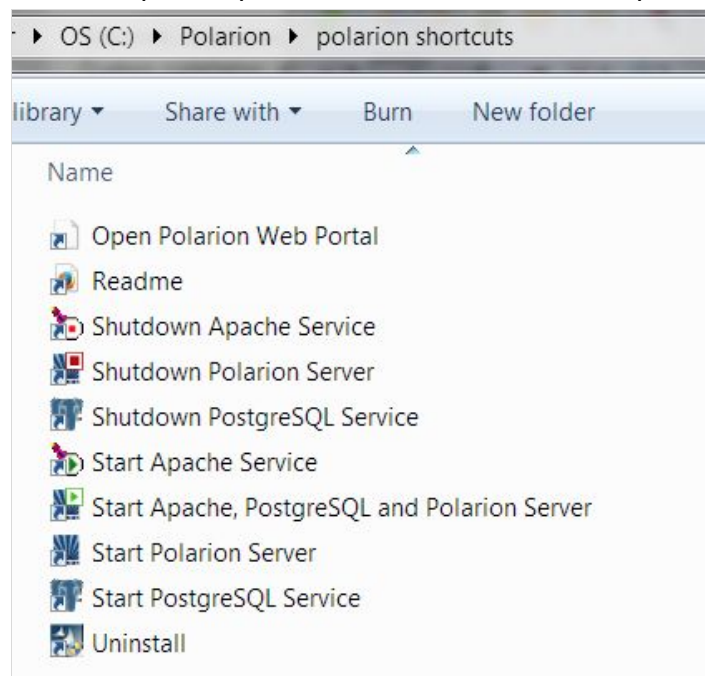 OS (C:) ▸ Polarion ▸ polarion shortcuts
library ▾ Share with ▾ Burn New folder
Name
Open Polarion Web Portal
Readme
Shutdown Apache Service
Shutdown Polarion Server
Shutdown PostgreSQL Service
Start Apache Service
Start Apache, PostgreSQL and Polarion Server
Start Polarion Server
Start PostgreSQL Service
Uninstall